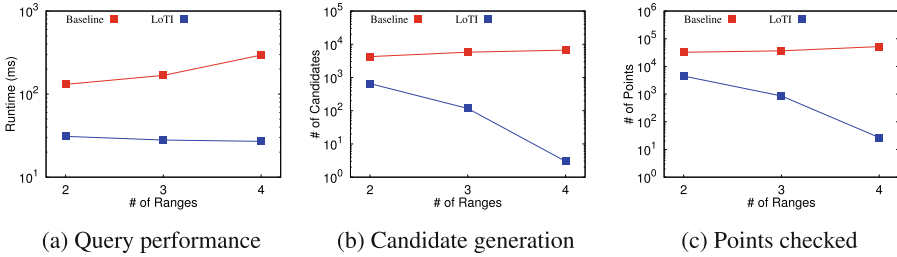 Baseline LoTI
10^3
10^2
10^1
Runtime (ms)
2 3 4
# of Ranges
(a) Query performance
Baseline LoTI
10^5
10^4
10^3
10^2
10^1
10^0
# of Candidates
2 3 4
# of Ranges
(b) Candidate generation
Baseline LoTI
10^6
10^5
10^4
10^3
10^2
10^1
10^0
# of Points
2 3 4
# of Ranges
(c) Points checked